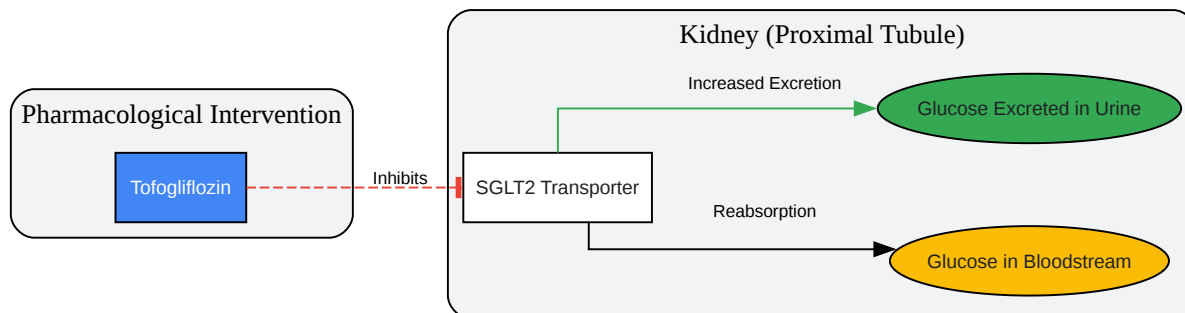 Kidney (Proximal Tubule)
Increased Excretion
Glucose Excreted in Urine
Pharmacological Intervention
Tofogliflozin
Inhibits
SGLT2 Transporter
Reabsorption
Glucose in Bloodstream